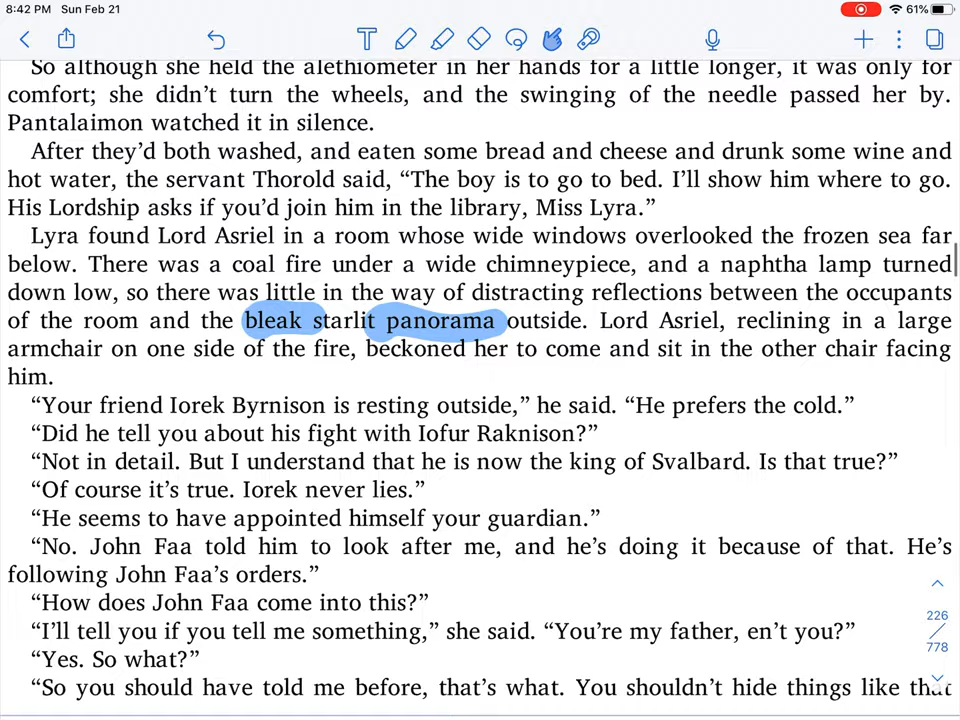 8:42 PM Sun Feb 21 61%
So although she held the alethiometer in her hands for a little longer, it was only for
comfort; she didn’t turn the wheels, and the swinging of the needle passed her by.
Pantalaimon watched it in silence.
After they’d both washed, and eaten some bread and cheese and drunk some wine and
hot water, the servant Thorold said, “The boy is to go to bed. I’ll show him where to go.
His Lordship asks if you’d join him in the library, Miss Lyra.”
Lyra found Lord Asriel in a room whose wide windows overlooked the frozen sea far
below. There was a coal fire under a wide chimneypiece, and a naphtha lamp turned
down low, so there was little in the way of distracting reflections between the occupants
of the room and the bleak starlit panorama outside. Lord Asriel, reclining in a large
armchair on one side of the fire, beckoned her to come and sit in the other chair facing
him.
“Your friend Iorek Byrnison is resting outside,” he said. “He prefers the cold.”
“Did he tell you about his fight with Iofur Raknison?”
“Not in detail. But I understand that he is now the king of Svalbard. Is that true?”
“Of course it’s true. Iorek never lies.”
“He seems to have appointed himself your guardian.”
“No. John Faa told him to look after me, and he’s doing it because of that. He’s
following John Faa’s orders.”
“How does John Faa come into this?”
“I’ll tell you if you tell me something,” she said. “You’re my father, en’t you?”
“Yes. So what?”
“So you should have told me before, that’s what. You shouldn’t hide things like that
226
778